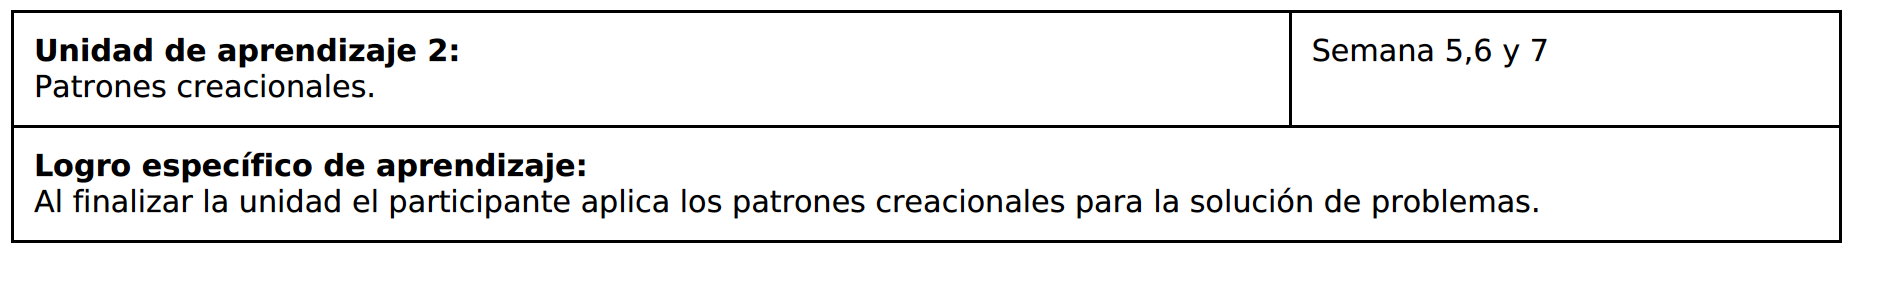 Unidad de aprendizaje 2:
Patrones creacionales.
Semana 5,6 y 7
Logro específico de aprendizaje:
Al finalizar la unidad el participante aplica los patrones creacionales para la solución de problemas.